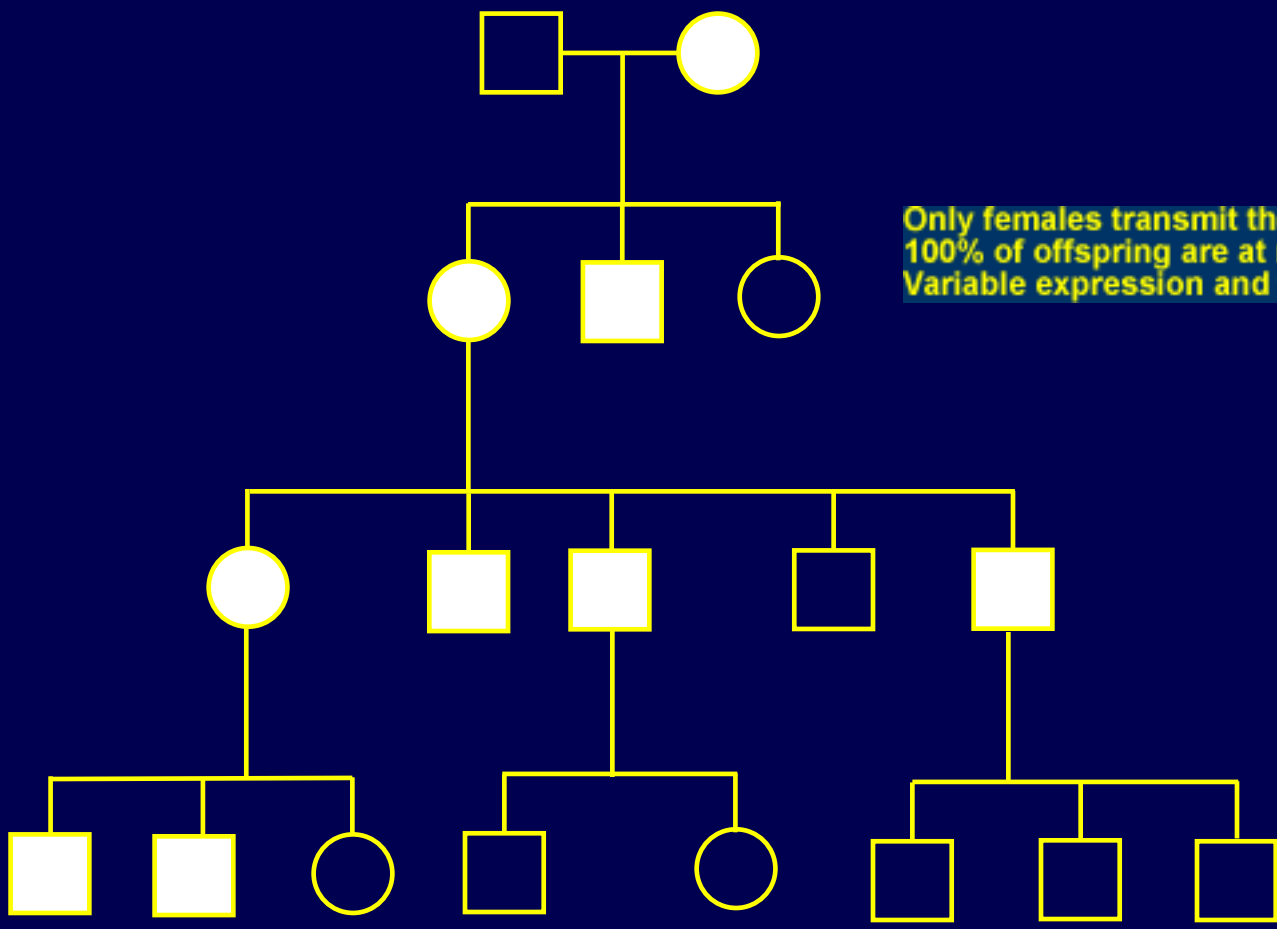 Only females transmit th
100% of offspring are at
Variable expression and